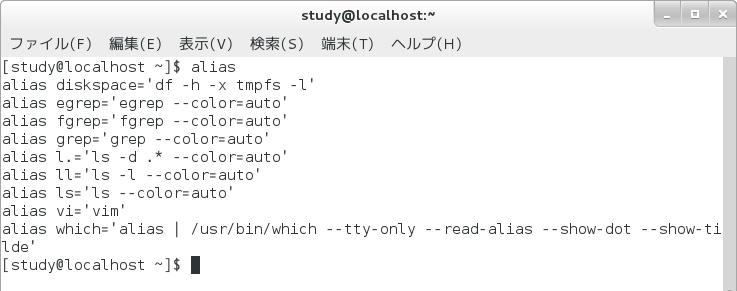 study@localhost:~
ファイル(F) 編集(E) 表示(V) 検索(S) 端末(T) ヘルプ(H)
[study@localhost ~]$ alias
alias diskspace='df -h -x tmpfs -l'
alias egrep='egrep --color=auto'
alias fgrep='fgrep --color=auto'
alias grep='grep --color=auto'
alias l.='ls -d .* --color=auto'
alias ll='ls -l --color=auto'
alias ls='ls --color=auto'
alias vi='vim'
alias which='alias | /usr/bin/which --tty-only --read-alias --show-dot --show-ti
lde'
[study@localhost ~]$